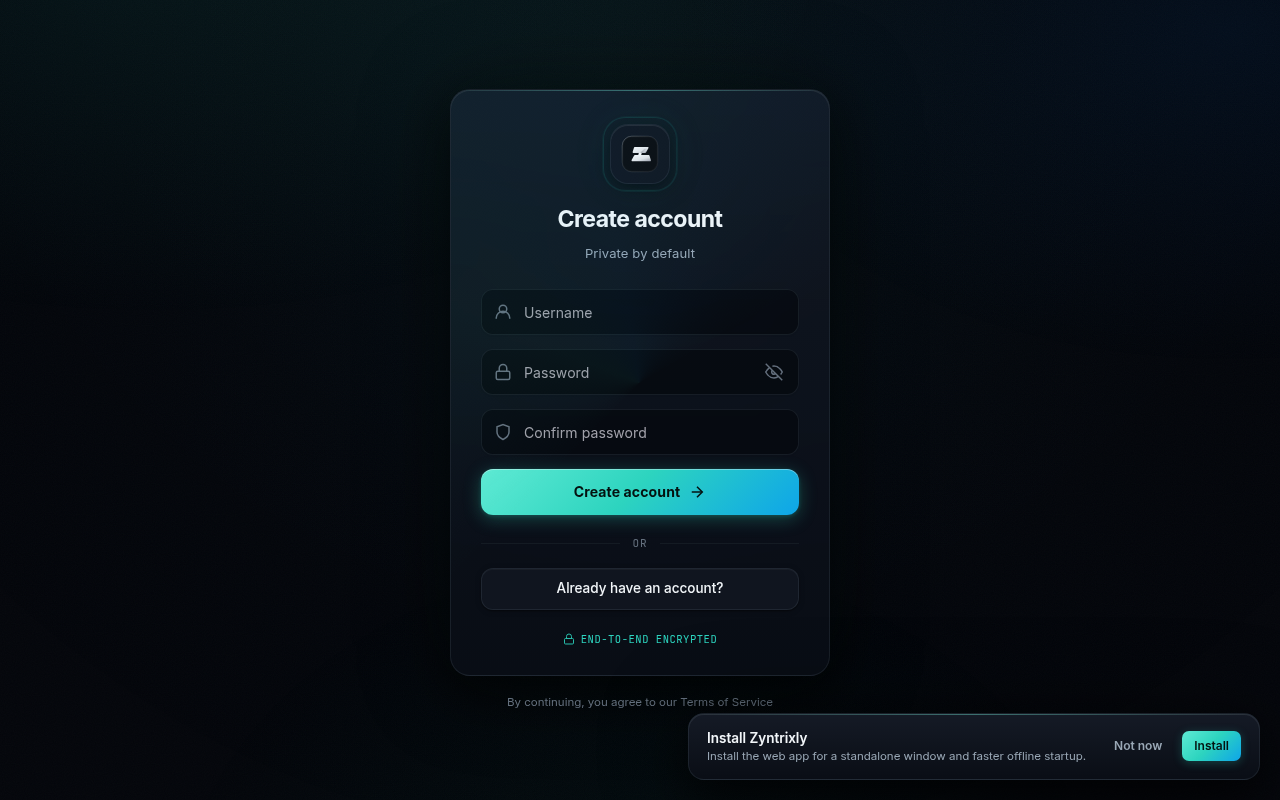 Create account
Private by default
Username
Password
Confirm password
Create account
OR
Already have an account?
END-TO-END ENCRYPTED
By continuing, you agree to our Terms of Service
Install Zyntrixly
Install the web app for a standalone window and faster offline startup.
Not now
Install